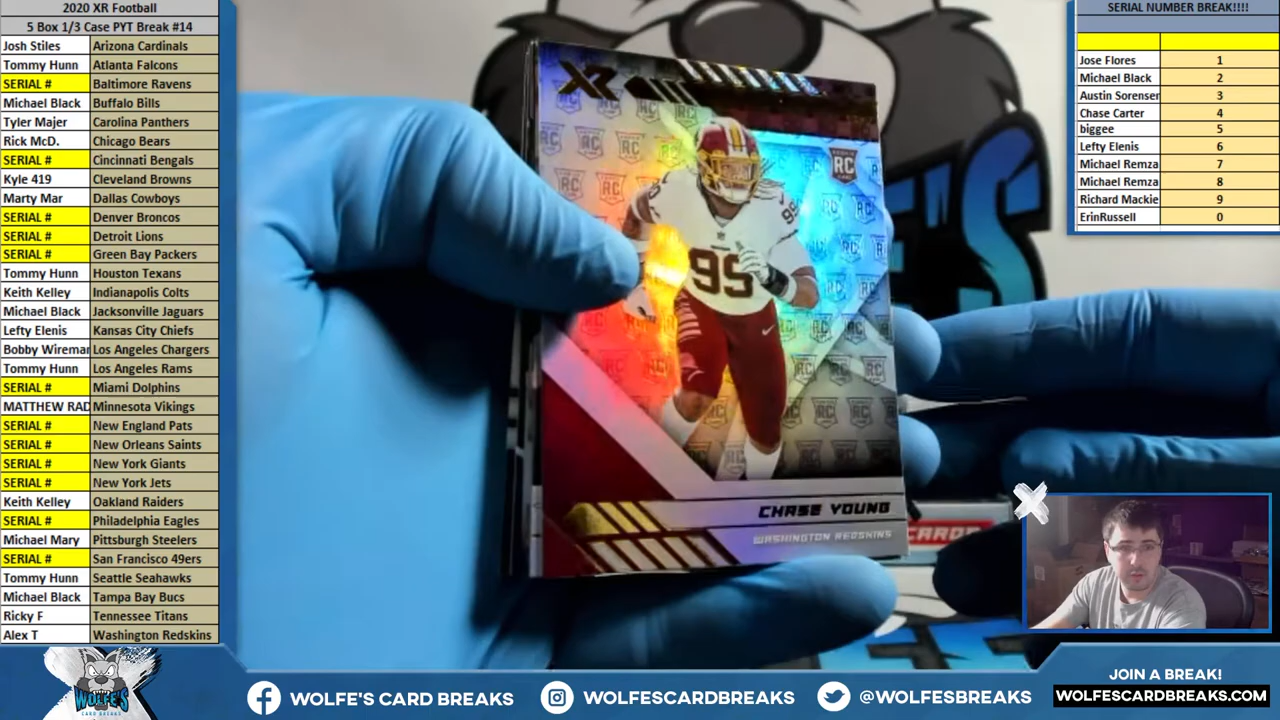 2020 XR Football
5 Box 1/3 Case PYT Break #14
Josh Stiles Arizona Cardinals
Tommy Hunn Atlanta Falcons
SERIAL # Baltimore Ravens
Michael Black Buffalo Bills
Tyler Majer Carolina Panthers
Rick McD. Chicago Bears
SERIAL # Cincinnati Bengals
Kyle 419 Cleveland Browns
Marty Mar Dallas Cowboys
SERIAL # Denver Broncos
SERIAL # Detroit Lions
SERIAL # Green Bay Packers
Tommy Hunn Houston Texans
Keith Kelley Indianapolis Colts
Michael Black Jacksonville Jaguars
Lefty Elenis Kansas City Chiefs
Bobby Wireman Los Angeles Chargers
Tommy Hunn Los Angeles Rams
SERIAL # Miami Dolphins
MATTHEW RAD Minnesota Vikings
SERIAL # New England Pats
SERIAL # New Orleans Saints
SERIAL # New York Giants
SERIAL # New York Jets
Keith Kelley Oakland Raiders
SERIAL # Philadelphia Eagles
Michael Mary Pittsburgh Steelers
SERIAL # San Francisco 49ers
Tommy Hunn Seattle Seahawks
Michael Black Tampa Bay Bucs
Ricky F Tennessee Titans
Alex T Washington Redskins
XR
RC
95
CHASE YOUNG
WASHINGTON REDSKINS
SERIAL NUMBER BREAK!!!!
Jose Flores 1
Michael Black 2
Austin Sorensen 3
Chase Carter 4
biggee 5
Lefty Elenis 6
Michael Remza 7
Michael Remza 8
Richard Mackie 9
ErinRussell 0
WOLFE'S
CARD BREAKS
WOLFE'S CARD BREAKS
WOLFESCARDBREAKS
@WOLFESBREAKS
JOIN A BREAK!
WOLFESCARDBREAKS.COM